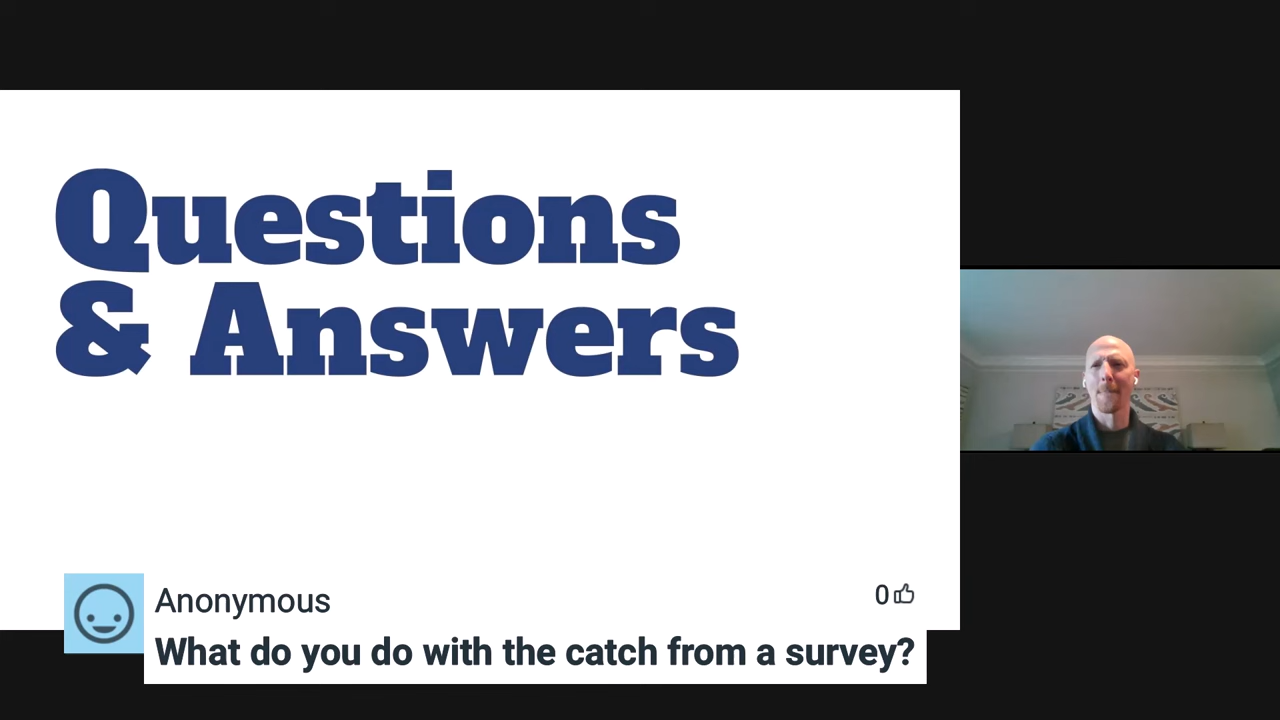 Questions
& Answers
Anonymous
0
What do you do with the catch from a survey?